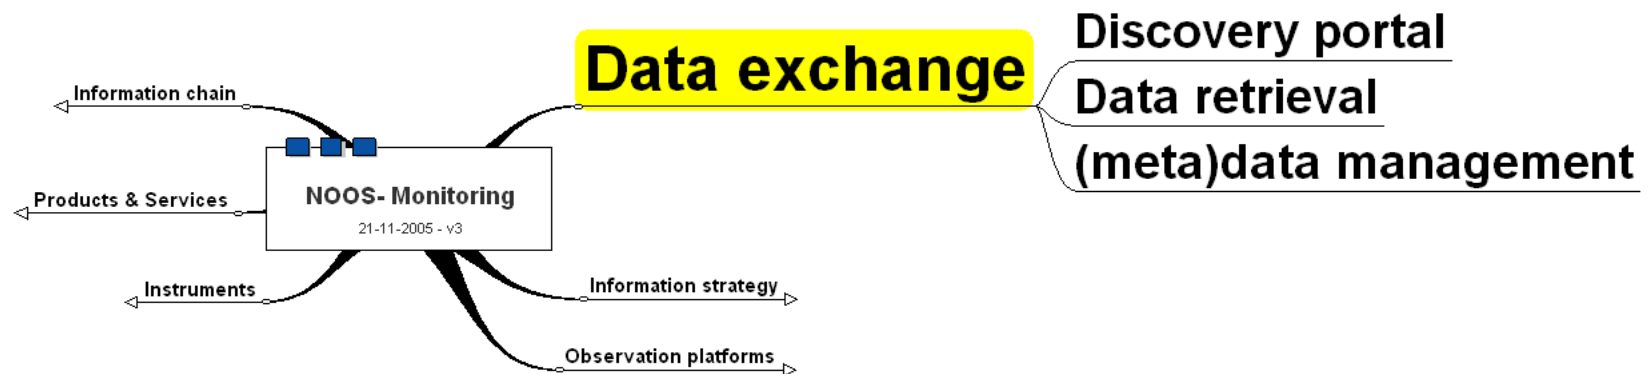 Data exchange
Discovery portal
Data retrieval
(meta)data management
Information chain
Products & Services
Instruments
NOOS- Monitoring
21-11-2005 - v3
Information strategy
Observation platforms